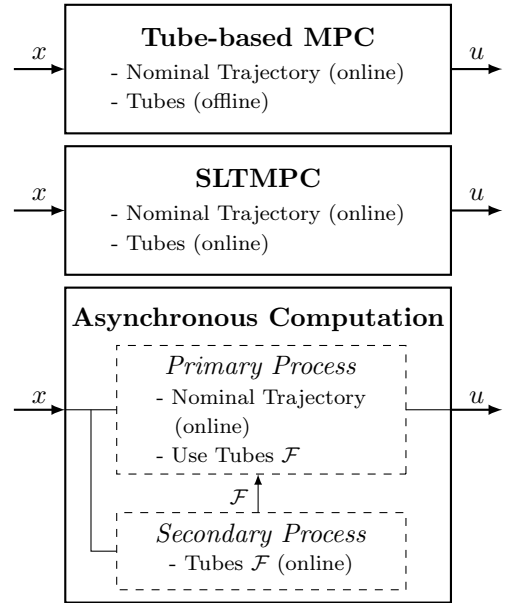 Tube-based MPC
x
u
- Nominal Trajectory (online)
- Tubes (offline)
SLTMPC
x
u
- Nominal Trajectory (online)
- Tubes (online)
Asynchronous Computation
Primary Process
x
u
- Nominal Trajectory
(online)
- Use Tubes ℱ
ℱ
Secondary Process
- Tubes ℱ (online)